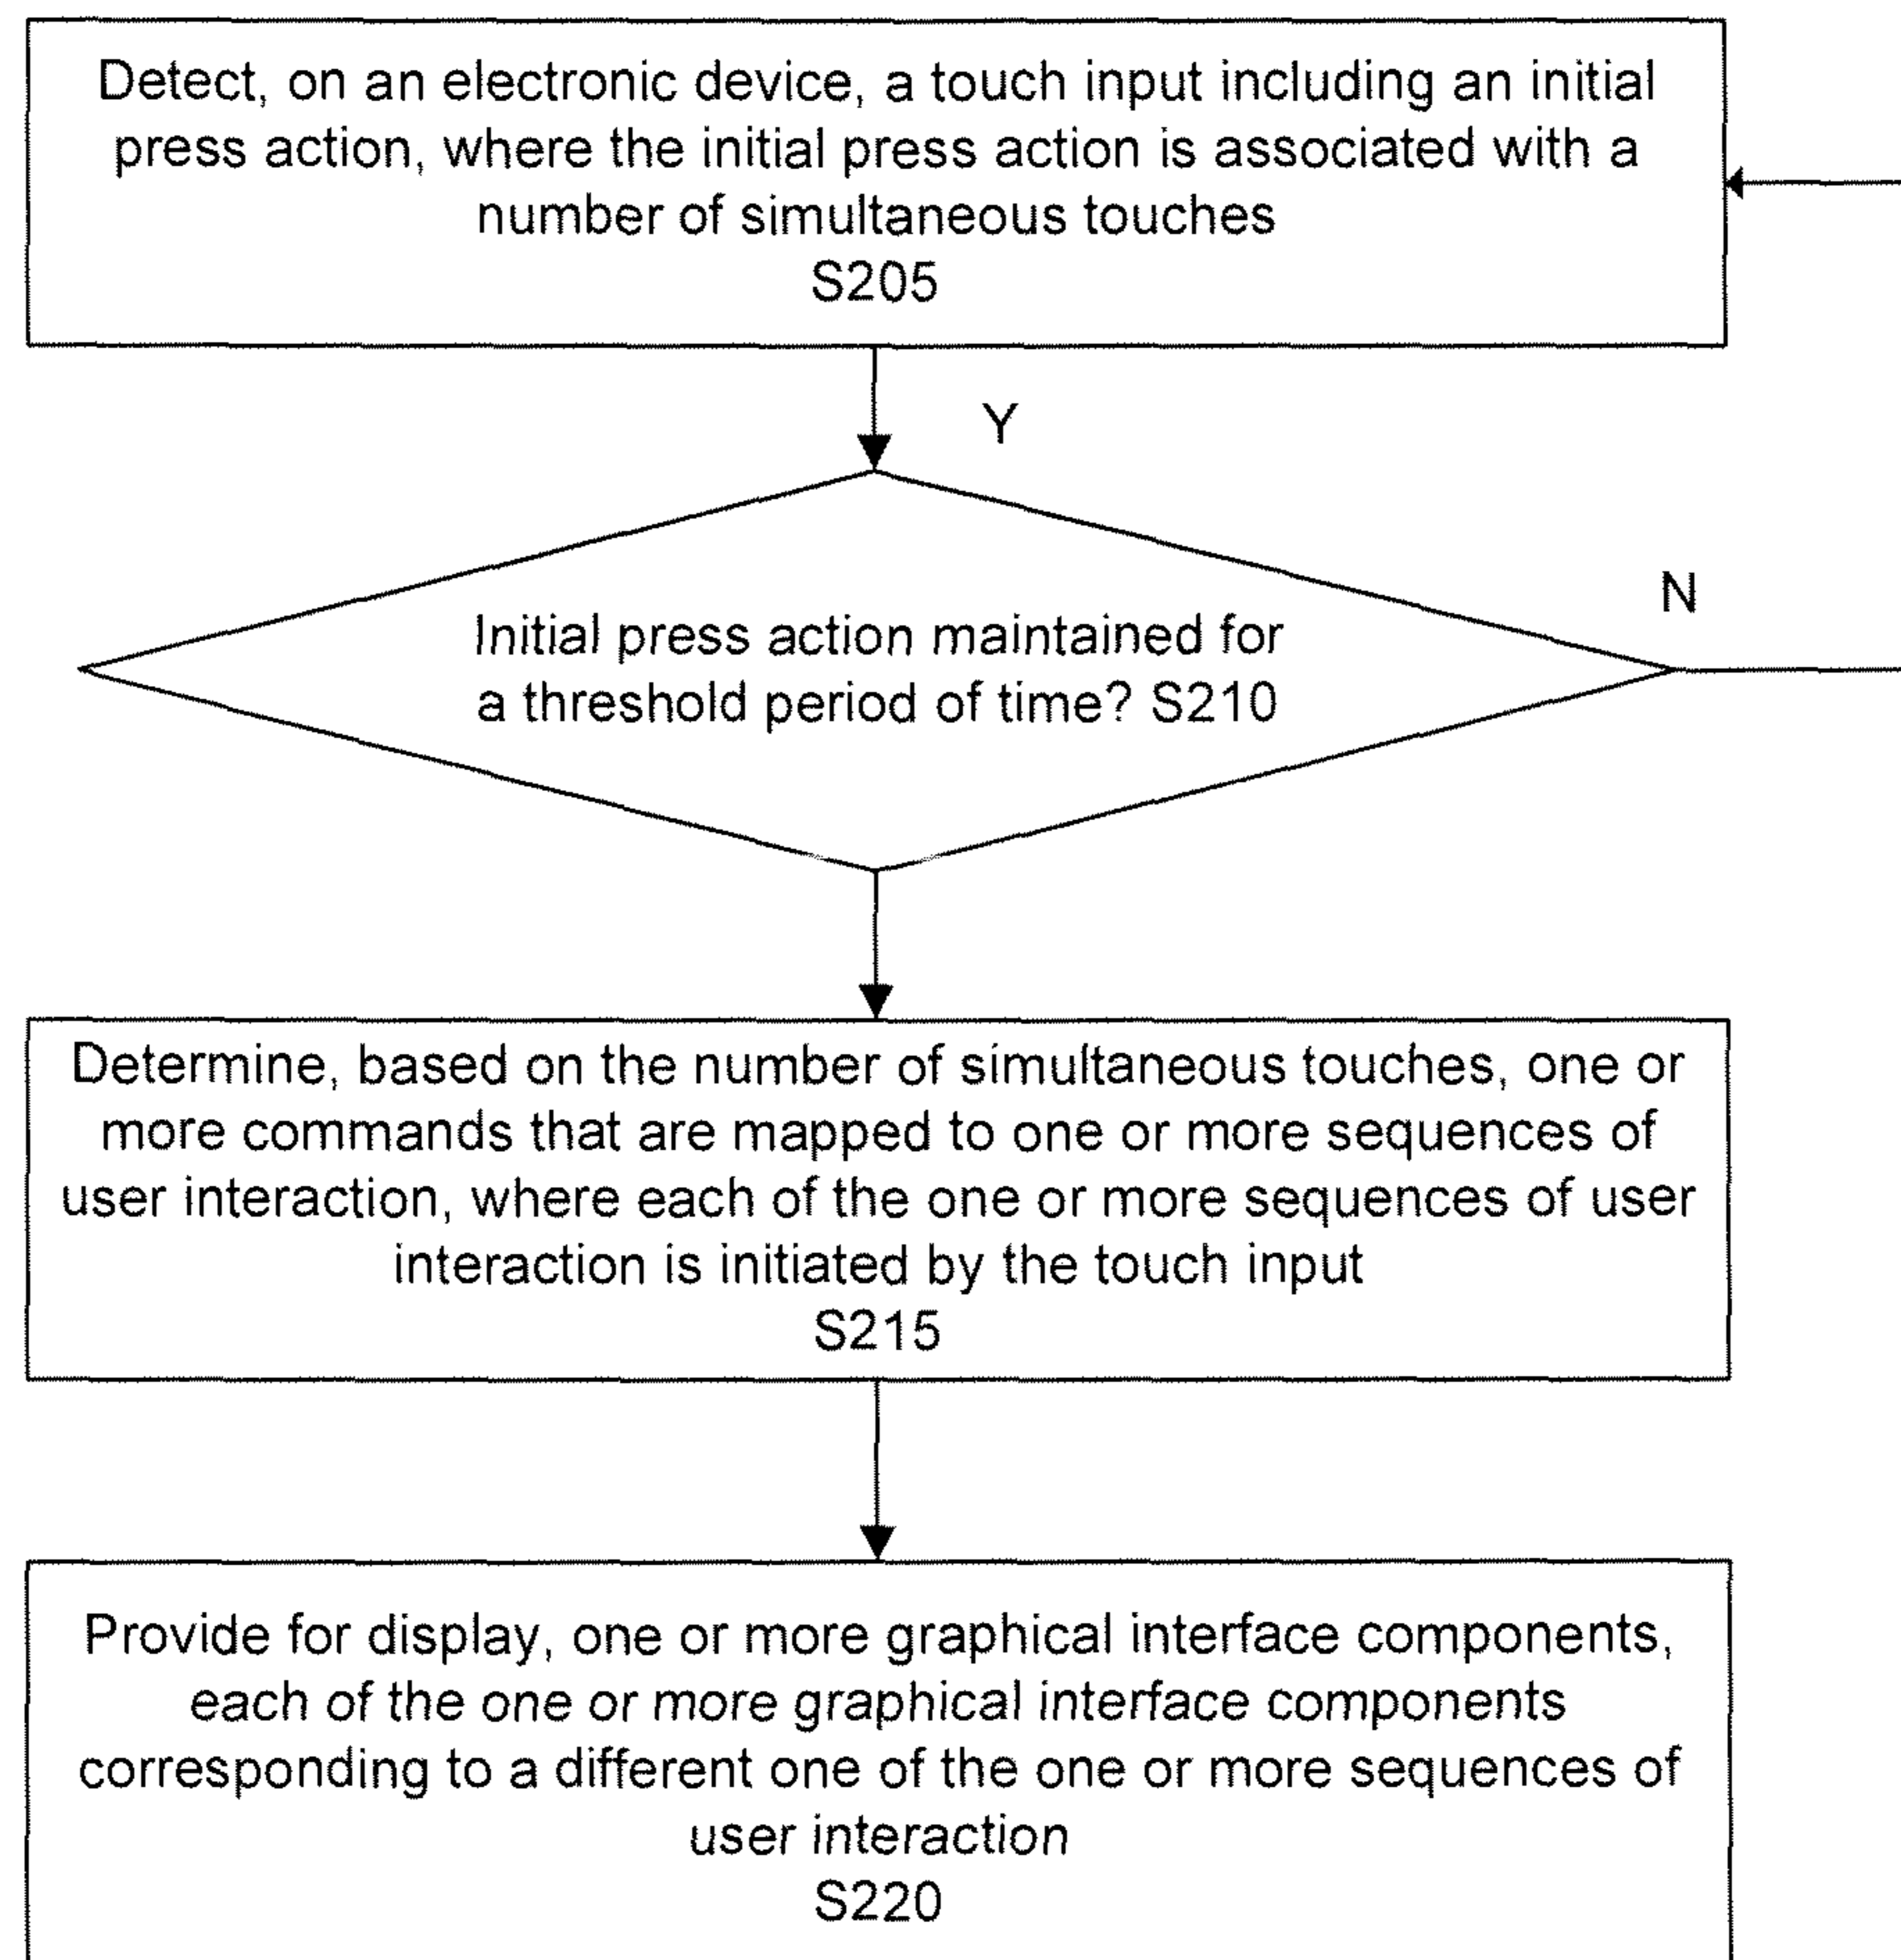 Detect, on an electronic device, a touch input including an initial
press action, where the initial press action is associated with a
number of simultaneous touches
S205
Y
N
Initial press action maintained for
a threshold period of time? S210
Determine, based on the number of simultaneous touches, one or
more commands that are mapped to one or more sequences of
user interaction, where each of the one or more sequences of user
interaction is initiated by the touch input
S215
Provide for display, one or more graphical interface components,
each of the one or more graphical interface components
corresponding to a different one of the one or more sequences of
user interaction
S220